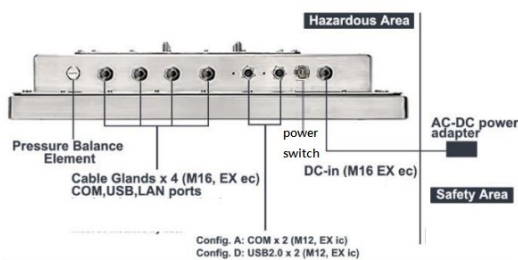 Hazardous Area
AC-DC power
adapter
power
switch
Pressure Balance
Element
DC-in (M16 EX ec)
Cable Glands x 4 (M16, EX ec)
COM,USB,LAN ports
Safety Area
Config. A: COM x 2 (M12, EX ic)
Config. D: USB2.0 x 2 (M12, EX ic)